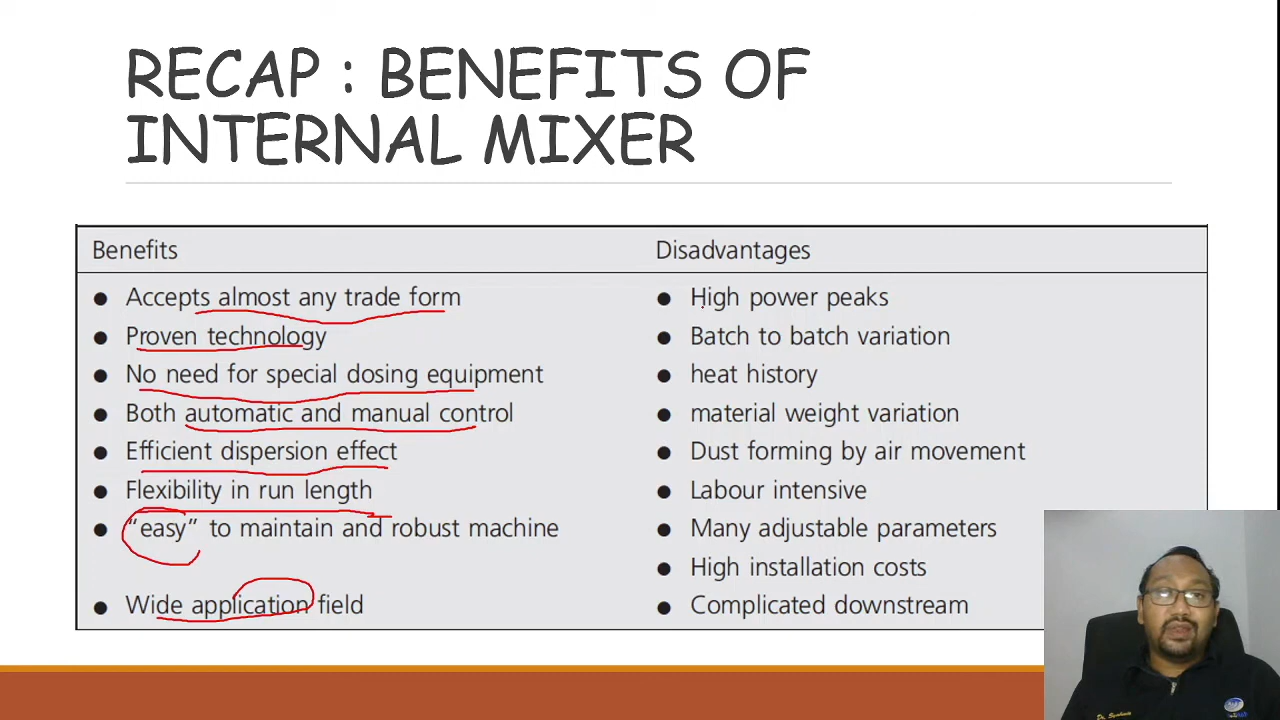 RECAP : BENEFITS OF
INTERNAL MIXER
Benefits
● Accepts almost any trade form
● Proven technology
● No need for special dosing equipment
● Both automatic and manual control
● Efficient dispersion effect
● Flexibility in run length
● “easy” to maintain and robust machine
● Wide application field
Disadvantages
● High power peaks
● Batch to batch variation
● heat history
● material weight variation
● Dust forming by air movement
● Labour intensive
● Many adjustable parameters
● High installation costs
● Complicated downstream